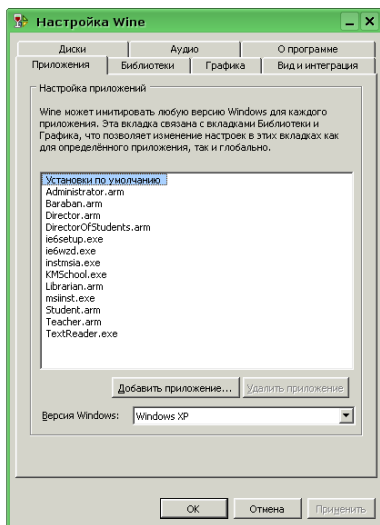 Настройка Wine
Диски
Аудио
О программе
Приложения
Библиотеки
Графика
Вид и интеграция
Настройка приложений
Wine может имитировать любую версию Windows для каждого
приложения. Эта вкладка связана с вкладками Библиотеки и
Графика, что позволяет изменение настроек в этих вкладках как
для определённого приложения, так и глобально.
Установки по умолчанию
Administrator.arm
Baraban.arm
Director.arm
DirectorOfStudents.arm
ie6setup.exe
ie6wzd.exe
instmsia.exe
KMSchool.exe
Librarian.arm
msiinst.exe
Student.arm
Teacher.arm
TextReader.exe
Добавить приложение...
Удалить приложение
Версия Windows:
Windows XP
OK
Отмена
Применить